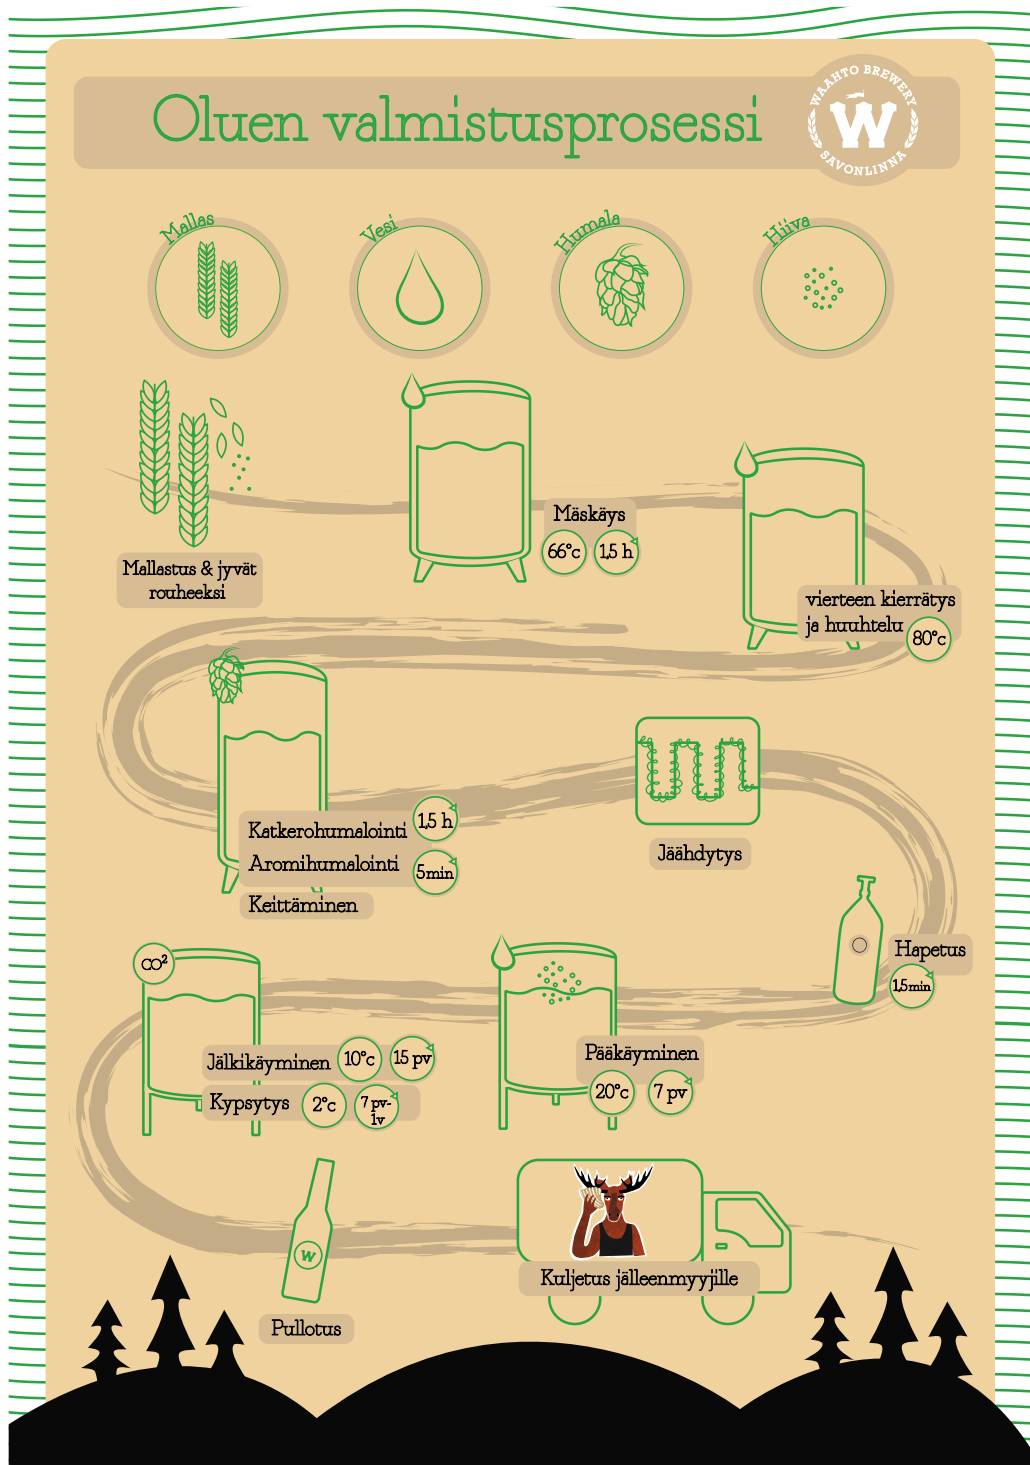 Oluen valmistusprosessi
WAAHTO BREWERY
W
SAVONLINNA
Mallas
Vesi
Humala
Hiiva
Mallastus & jyvät
rouheeksi
Mäskäys
66°c
1,5 h
vierteen kierrätys
ja huuhtelu
80°c
Katkerohumalointi
1,5 h
Aromihumalointi
5min
Keittäminen
Jäähdytys
Hapetus
1,5min
Pääkäyminen
20°c
7 pv
CO²
Jälkikäyminen
10°c
15 pv
Kypsytys
2°c
7 pv-
1v
W
Pullotus
Kuljetus jälleenmyyjille